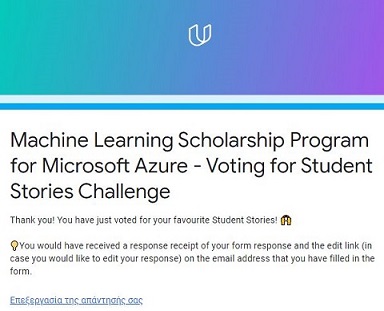 Machine Learning Scholarship Program
for Microsoft Azure - Voting for Student
Stories Challenge
Thank you! You have just voted for your favourite Student Stories! 🙌
💡You would have received a response receipt of your form response and the edit link (in
case you would like to edit your response) on the email address that you have filled in the
form.
Επεξεργασία της απάντησής σας